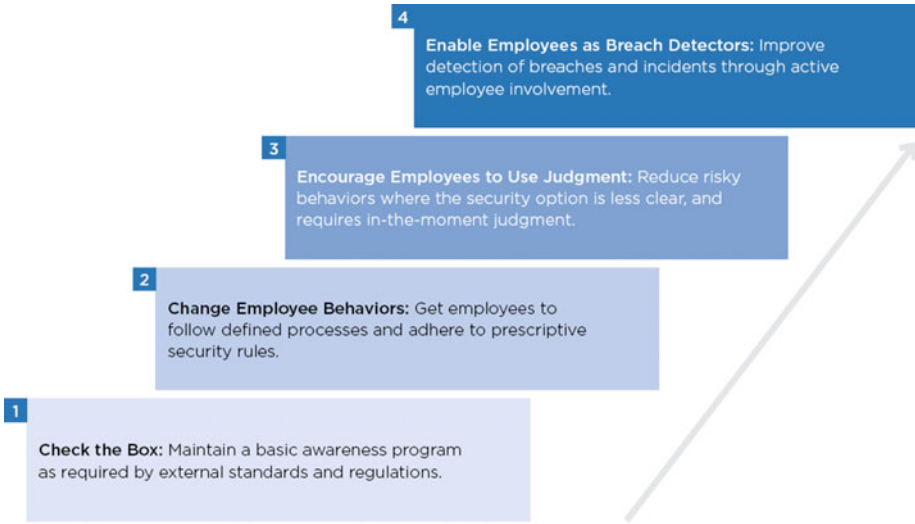 4
Enable Employees as Breach Detectors: Improve
detection of breaches and incidents through active
employee involvement.
3
Encourage Employees to Use Judgment: Reduce risky
behaviors where the security option is less clear, and
requires in-the-moment judgment.
2
Change Employee Behaviors: Get employees to
follow defined processes and adhere to prescriptive
security rules.
1
Check the Box: Maintain a basic awareness program
as required by external standards and regulations.